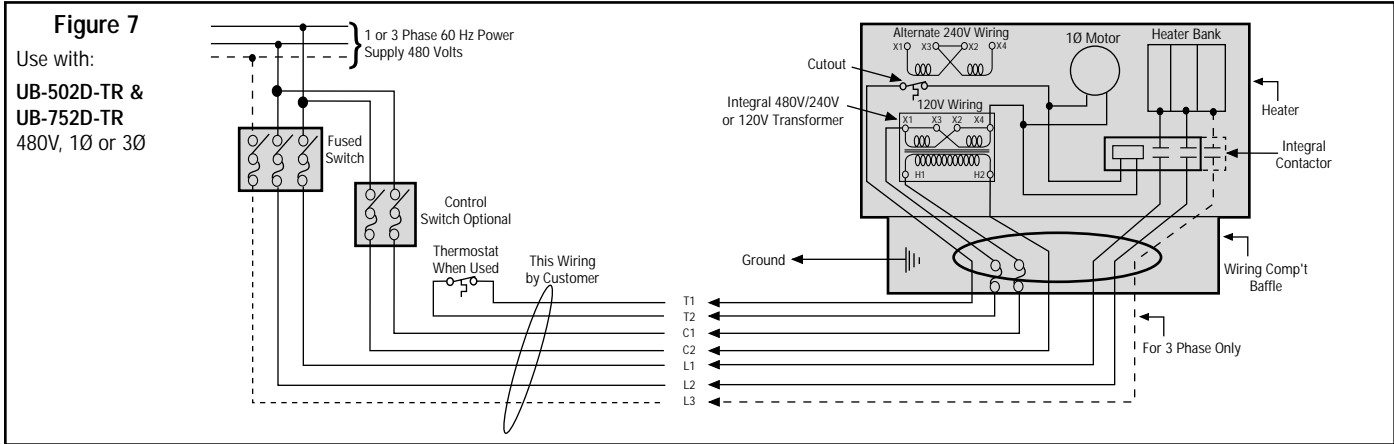 Figure 7
Use with:
UB-502D-TR &
UB-752D-TR
480V, 1Ø or 3Ø
1 or 3 Phase 60 Hz Power
Supply 480 Volts
Fused
Switch
Control
Switch Optional
Thermostat
When Used
This Wiring
by Customer
T1
T2
C1
C2
L1
L2
L3
Alternate 240V Wiring
X1 X3 X2 X4
Cutout
Integral 480V/240V
or 120V Transformer
120V Wiring
X1 X3 X2 X4
H1 H2
1Ø Motor
Heater Bank
Heater
Integral
Contactor
Ground
Wiring Comp't
Baffle
For 3 Phase Only